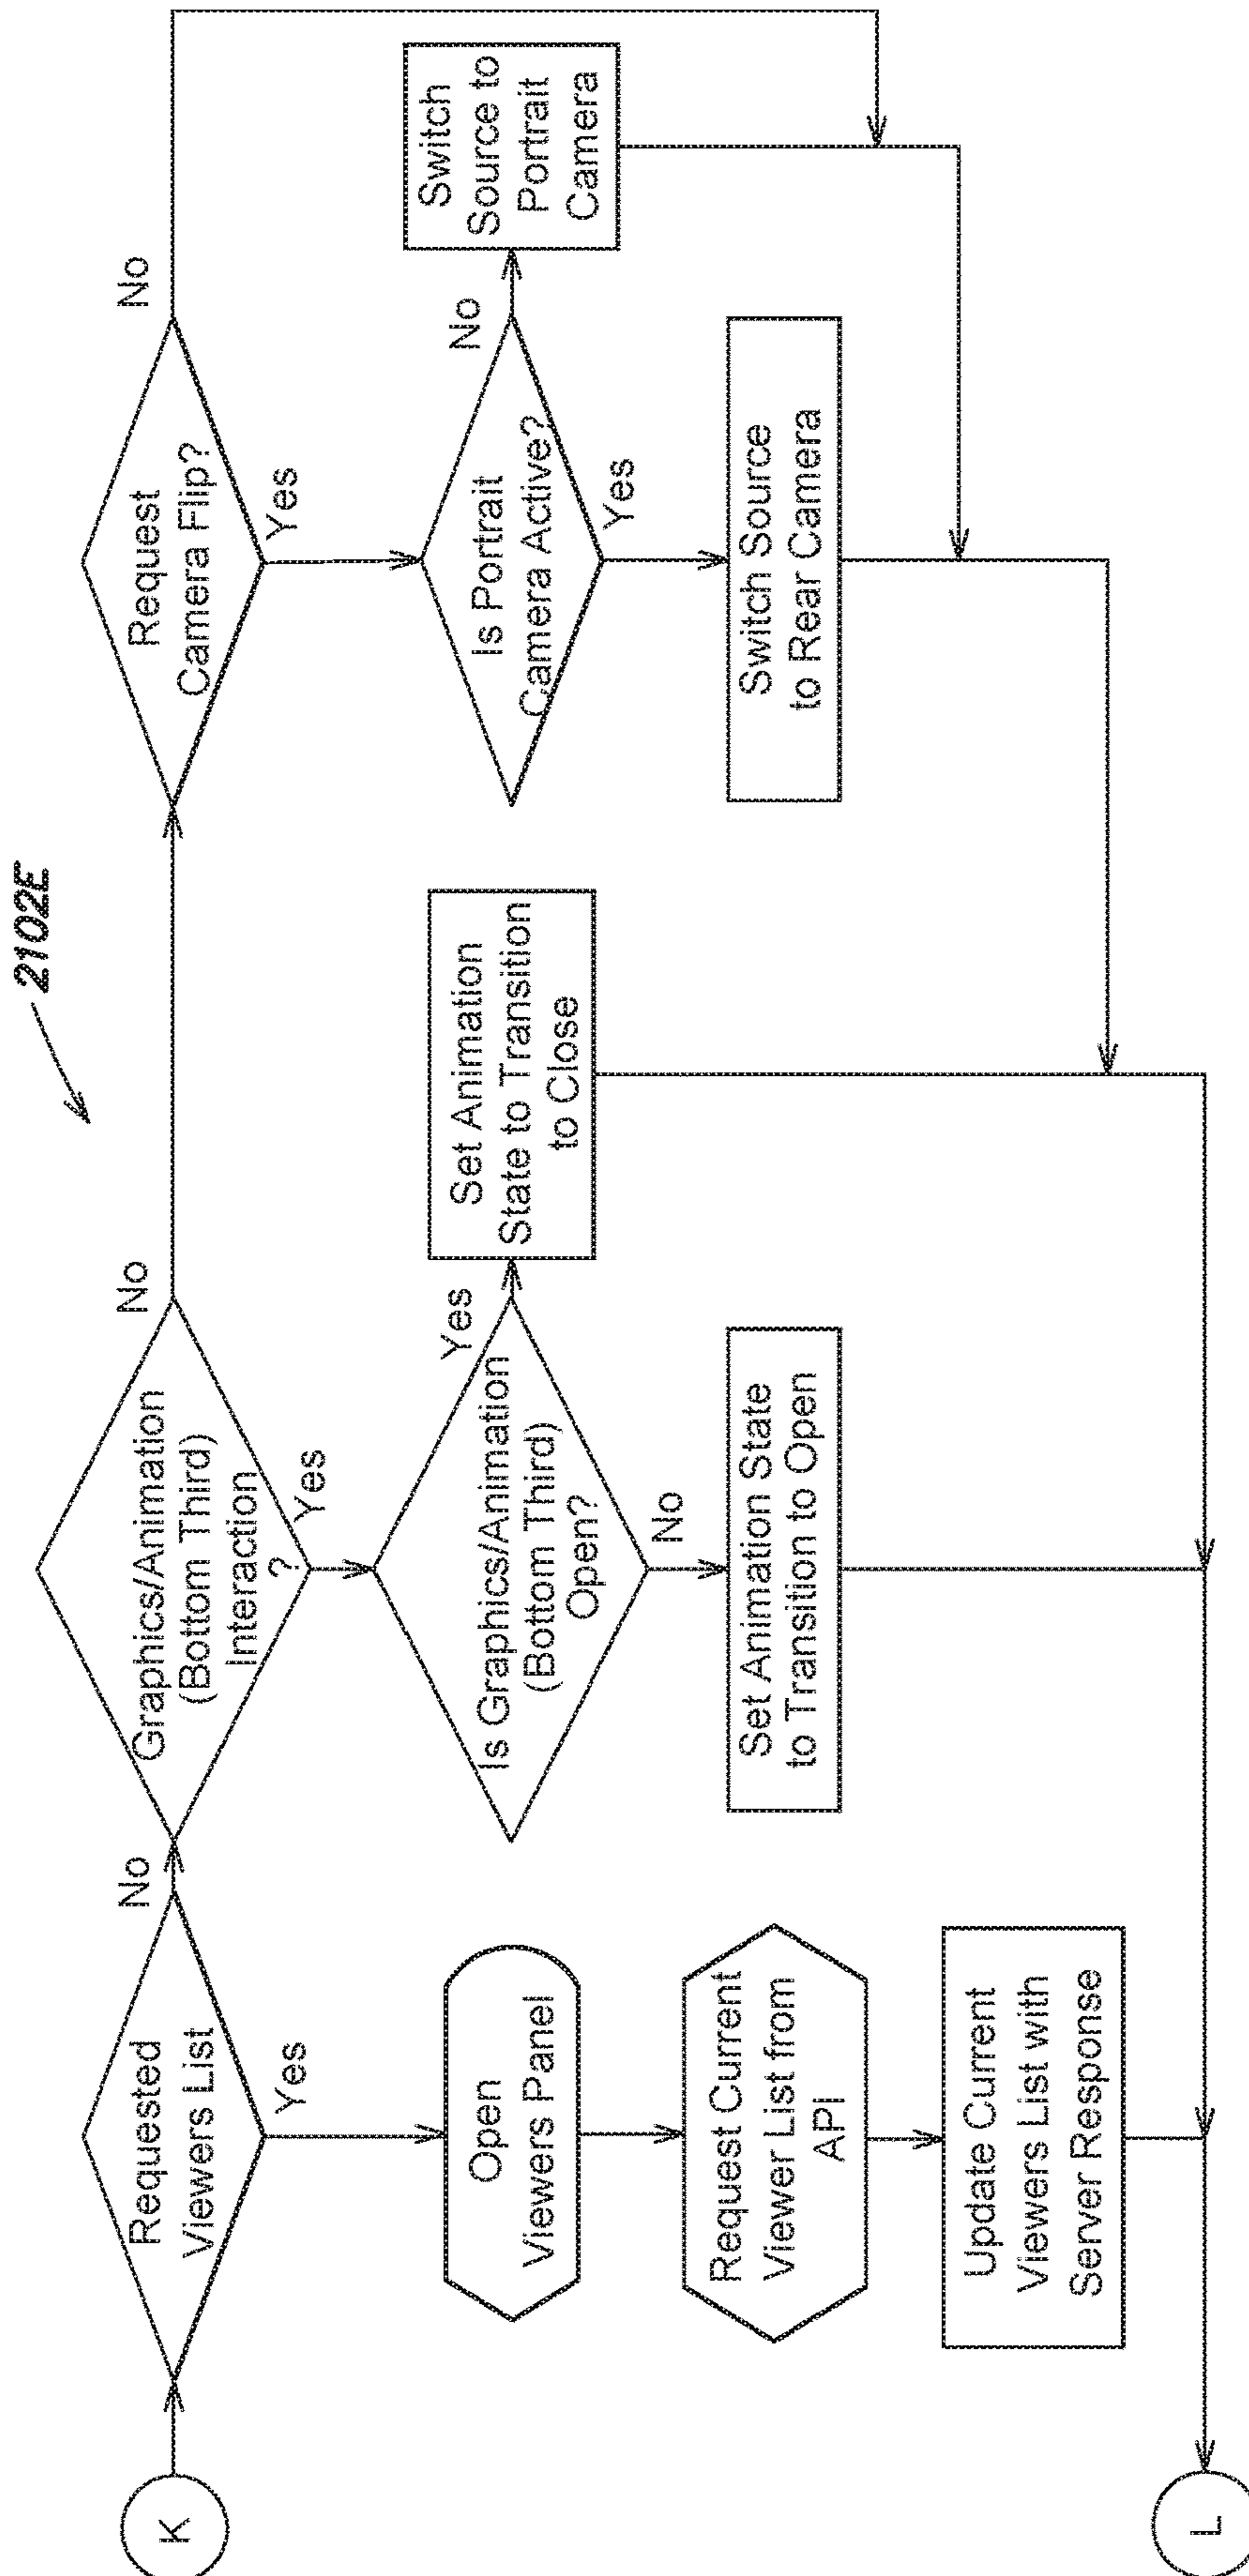 2102E
K
Requested
Viewers List
No
Yes
Open
Viewers Panel
Request Current
Viewer List from
API
Update Current
Viewers List with
Server Response
Graphics/Animation
(Bottom Third)
Interaction
?
No
Yes
Is Graphics/Animation
(Bottom Third)
Open?
Yes
No
Set Animation
State to Transition
to Close
Set Animation State
to Transition to Open
Request
Camera Flip?
No
Yes
Is Portrait
Camera Active?
No
Yes
Switch
Source to
Portrait
Camera
Switch Source
to Rear Camera
L